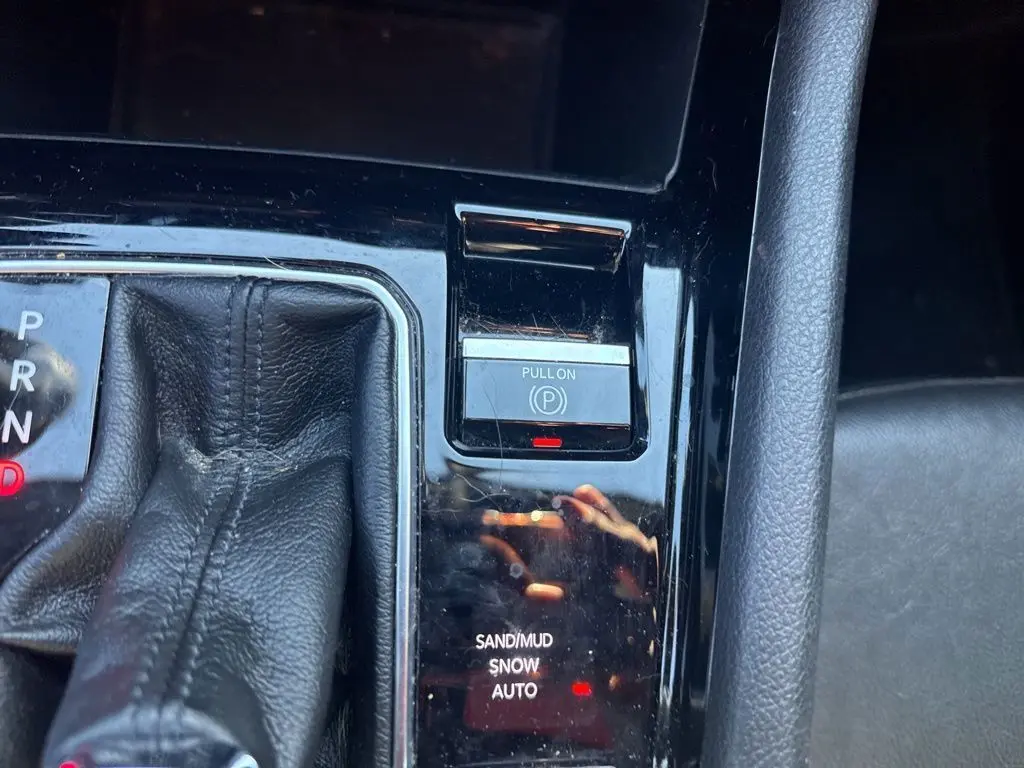 P
R
N
D
PULL ON
(P)
SAND/MUD
SNOW
AUTO